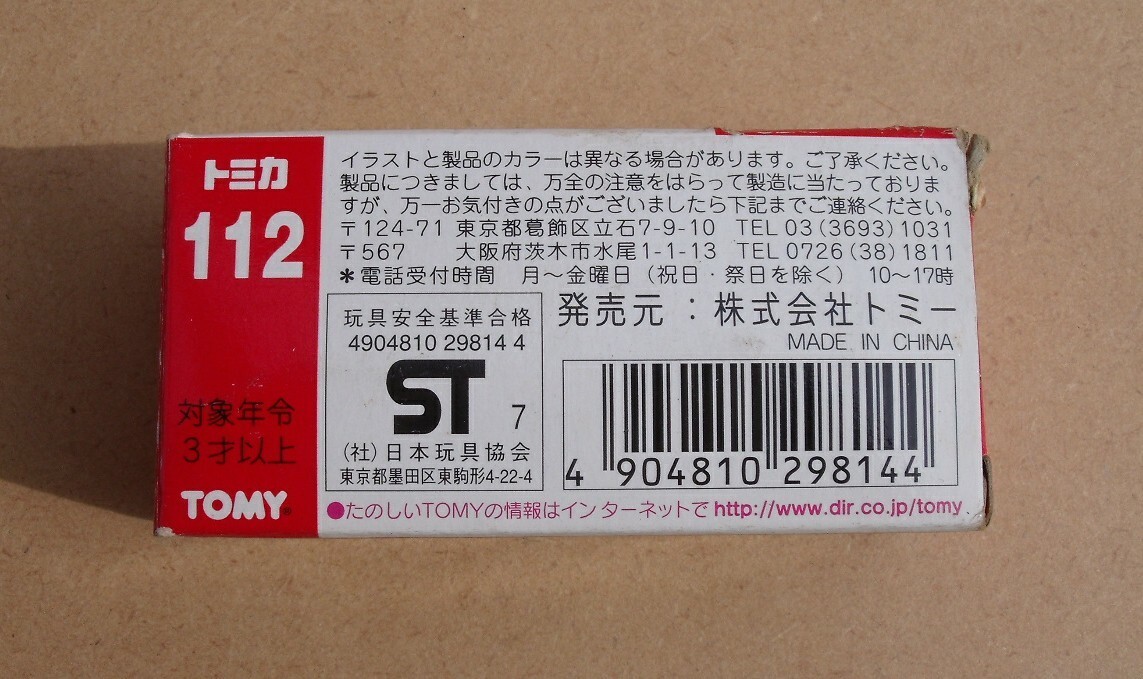 トミカ
112
対象年令
3才以上
TOMY
イラストと製品のカラーは異なる場合があります。ご了承ください。
製品につきましては、万全の注意をはらって製造に当たっておりま
すが、万一お気付きの点がございましたら下記までご連絡ください。
〒124-71 東京都葛飾区立石7-9-10 TEL 03(3693)1031
〒567 大阪府茨木市水尾1-1-13 TEL 0726(38)1811
*電話受付時間 月〜金曜日(祝日・祭日を除く) 10〜17時
玩具安全基準合格
4904810 29814 4
ST 7
(社)日本玩具協会
東京都墨田区東駒形4-22-4
発売元:株式会社トミー
MADE IN CHINA
4 904810 298144
●たのしいTOMYの情報はインターネットで http://www.dir.co.jp/tomy